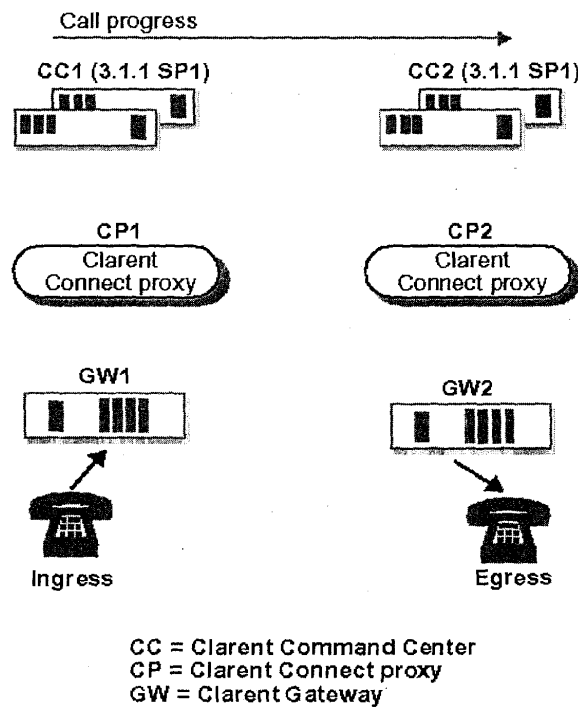 Call progress
CC1 (3.1.1 SP1)
CC2 (3.1.1 SP1)
CP1
CP2
Clarent
Connect proxy
Clarent
Connect proxy
GW1
GW2
Ingress
Egress
CC = Clarent Command Center
CP = Clarent Connect proxy
GW = Clarent Gateway